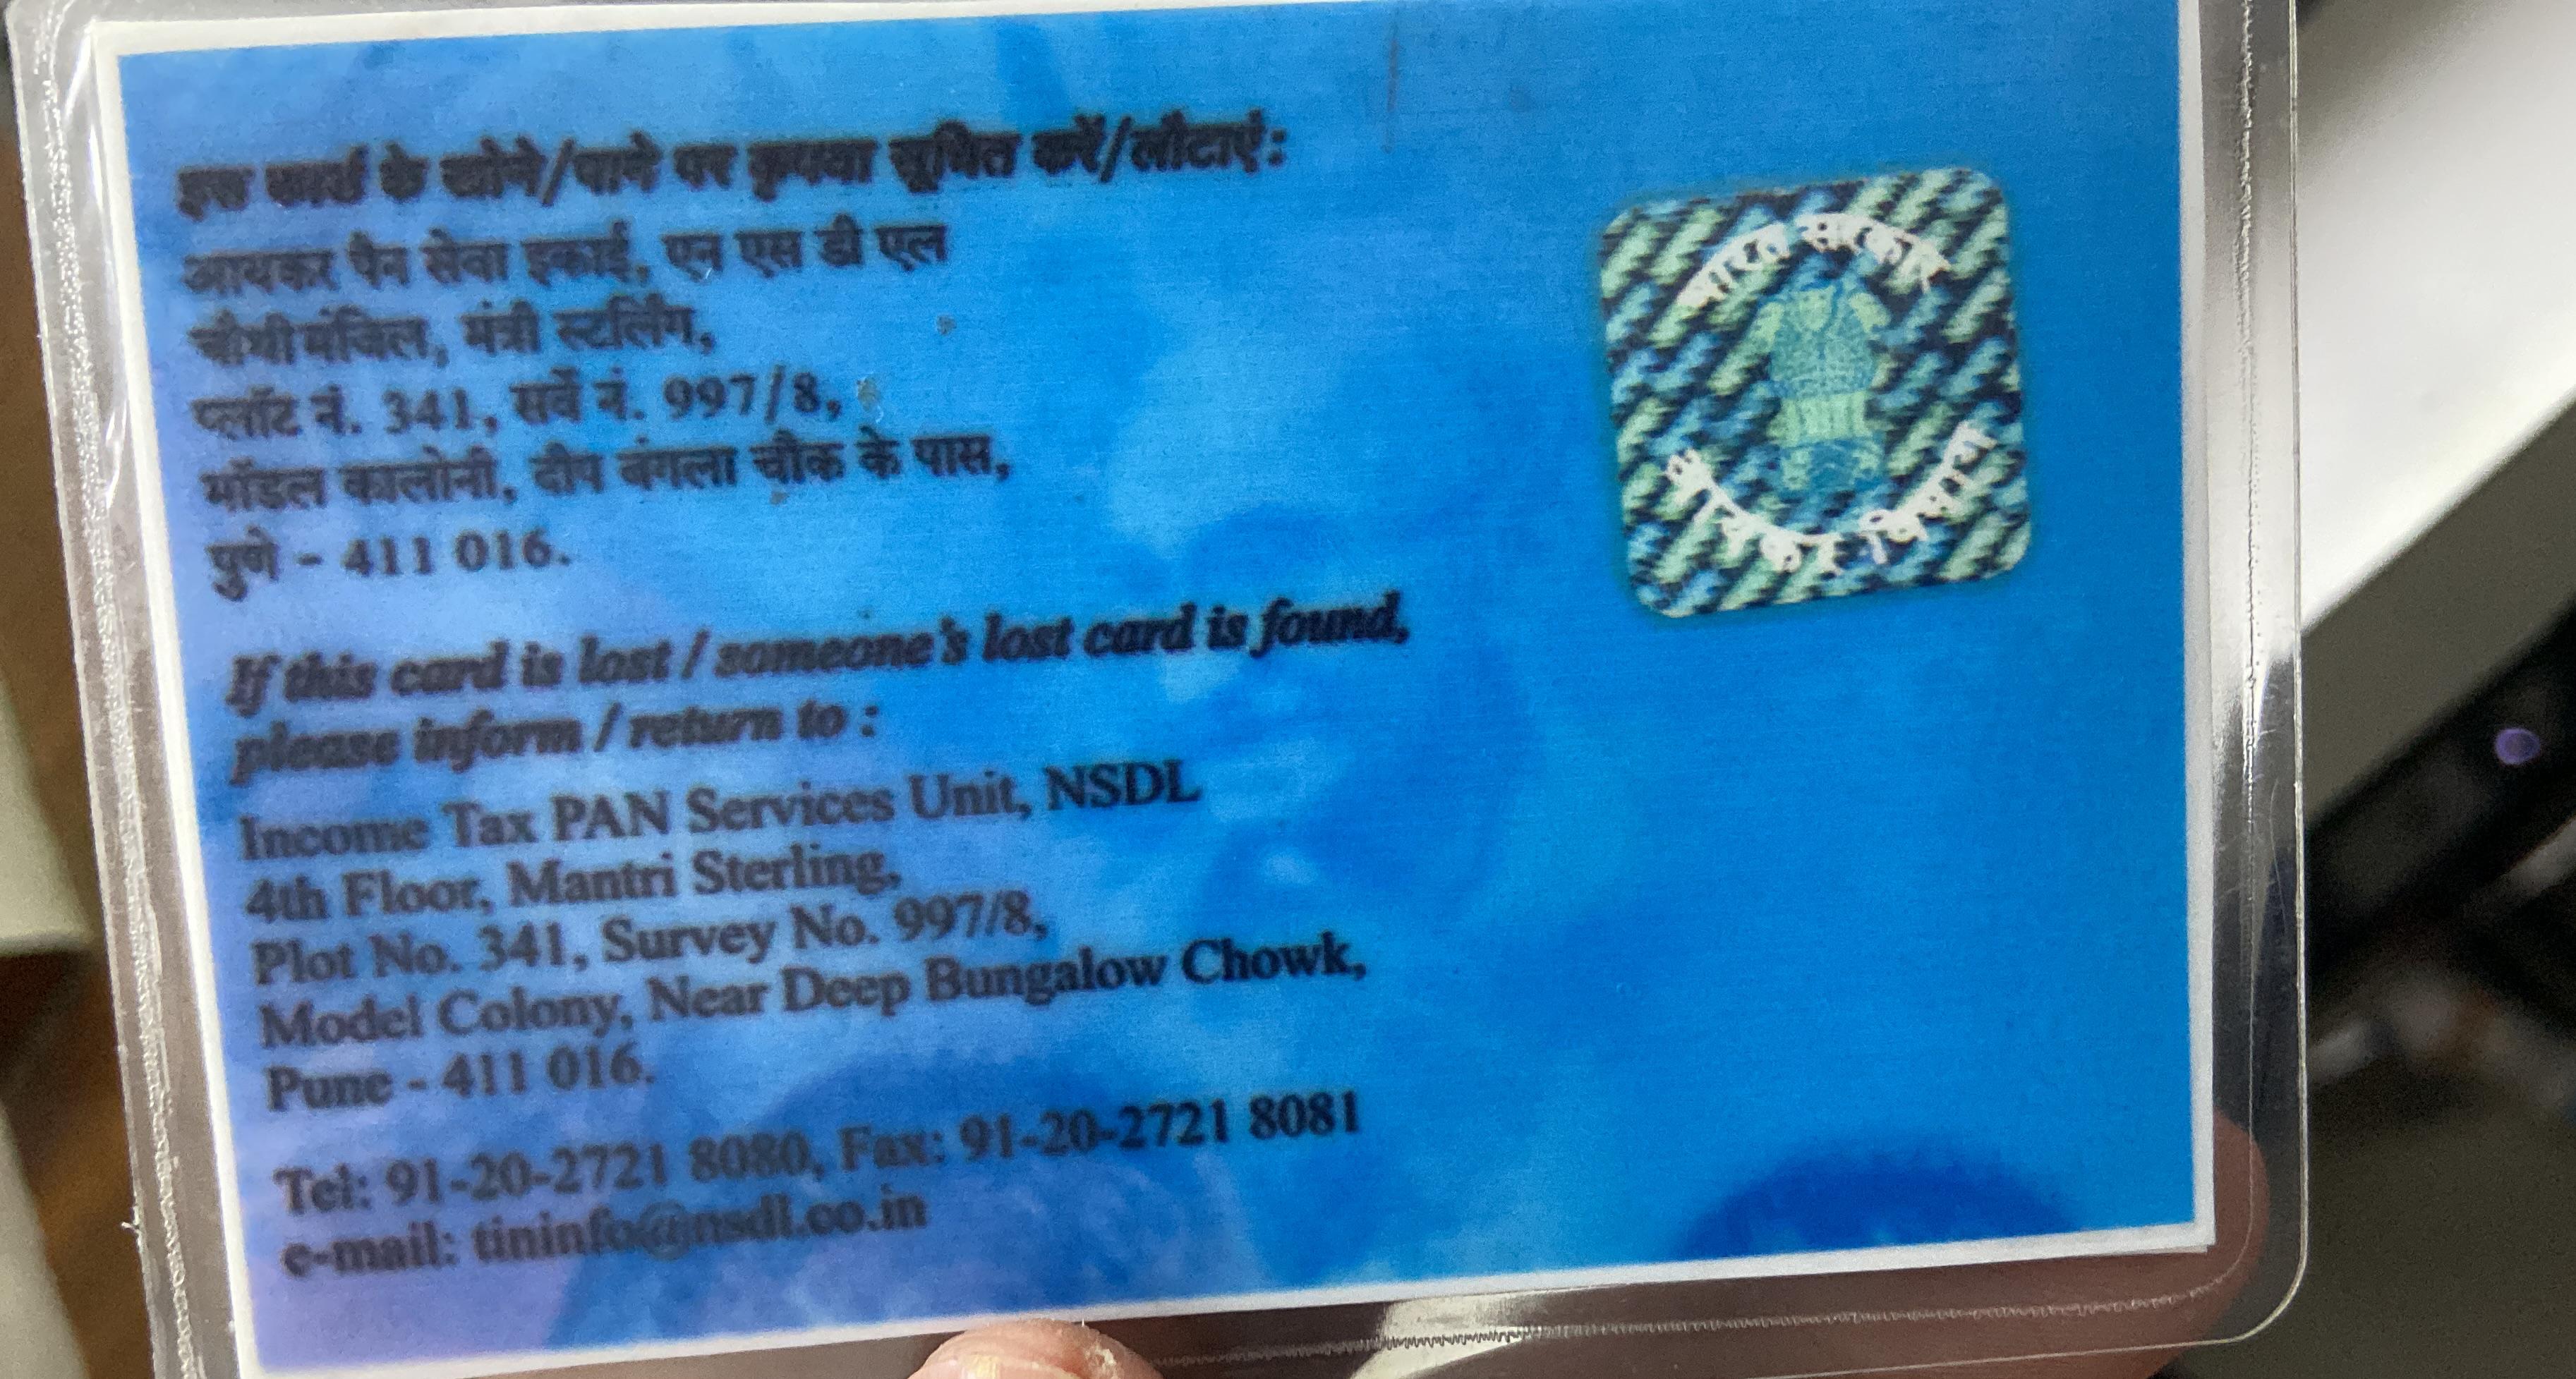 इस कार्ड के खोने/पाने पर कृपया सूचित करें/लौटाएं:
आयकर पैन सेवा इकाई, एन एस डी एल
चौथी मंजिल, मंत्री स्टर्लिंग,
प्लॉट नं. 341, सर्वे नं. 997/8,
मॉडल कालोनी, दीप बंगला चौक के पास,
पुणे - 411 016.
If this card is lost / someone's lost card is found,
please inform / return to :
Income Tax PAN Services Unit, NSDL
4th Floor, Mantri Sterling,
Plot No. 341, Survey No. 997/8,
Model Colony, Near Deep Bungalow Chowk,
Pune - 411 016.
Tel: 91-20-2721 8080, Fax: 91-20-2721 8081
e-mail: tininfo@nsdl.co.in
भारत सरकार
आयकर विभाग